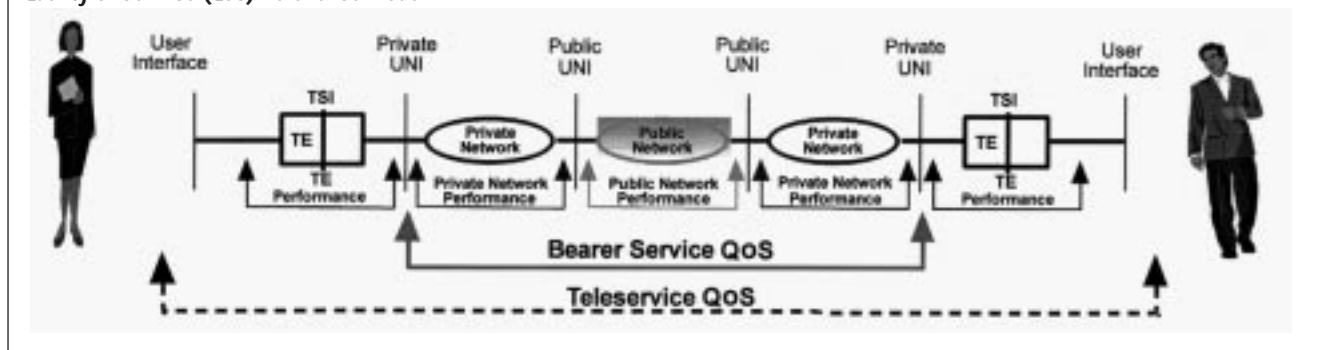 User
Interface
Private
UNI
Public
UNI
Public
UNI
Private
UNI
User
Interface
TSI
TE
TE
Performance
Private
Network
Private Network
Performance
Public
Network
Public Network
Performance
Private
Network
Private Network
Performance
TSI
TE
TE
Performance
Bearer Service QoS
Teleservice QoS